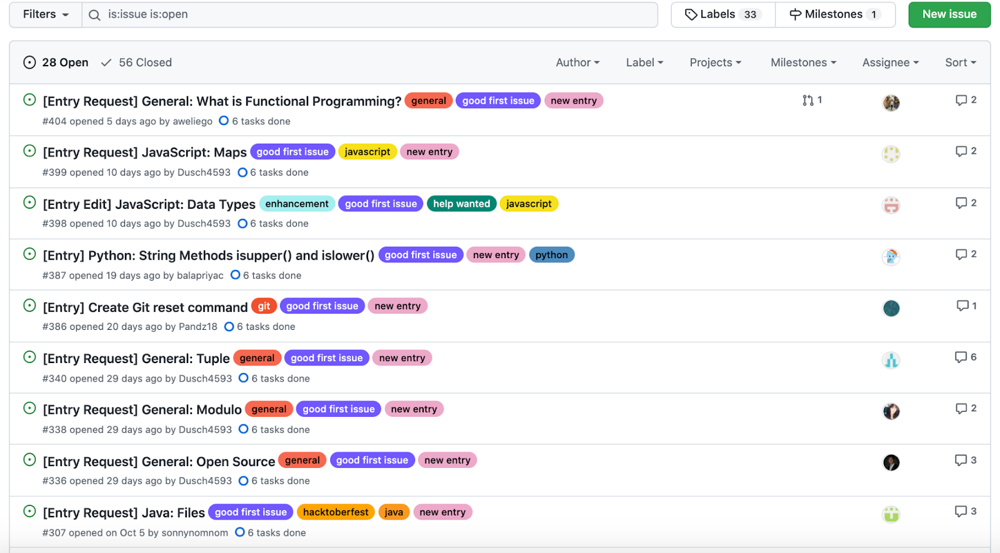 Filters is:issue is:open Labels 33 Milestones 1 New issue
28 Open 56 Closed Author Label Projects Milestones Assignee Sort
[Entry Request] General: What is Functional Programming? general good first issue new entry 1 2
#404 opened 5 days ago by aweliego 6 tasks done
[Entry Request] JavaScript: Maps good first issue javascript new entry 2
#399 opened 10 days ago by Dusch4593 6 tasks done
[Entry Edit] JavaScript: Data Types enhancement good first issue help wanted javascript 2
#398 opened 10 days ago by Dusch4593 6 tasks done
[Entry] Python: String Methods isupper() and islower() good first issue new entry python 2
#387 opened 19 days ago by balapriyac 6 tasks done
[Entry] Create Git reset command git good first issue new entry 1
#386 opened 20 days ago by Pandz18 6 tasks done
[Entry Request] General: Tuple general good first issue new entry 6
#340 opened 29 days ago by Dusch4593 6 tasks done
[Entry Request] General: Modulo general good first issue new entry 2
#338 opened 29 days ago by Dusch4593 6 tasks done
[Entry Request] General: Open Source general good first issue new entry 3
#336 opened 29 days ago by Dusch4593 6 tasks done
[Entry Request] Java: Files good first issue hacktoberfest java new entry 3
#307 opened on Oct 5 by sonnynomnom 6 tasks done